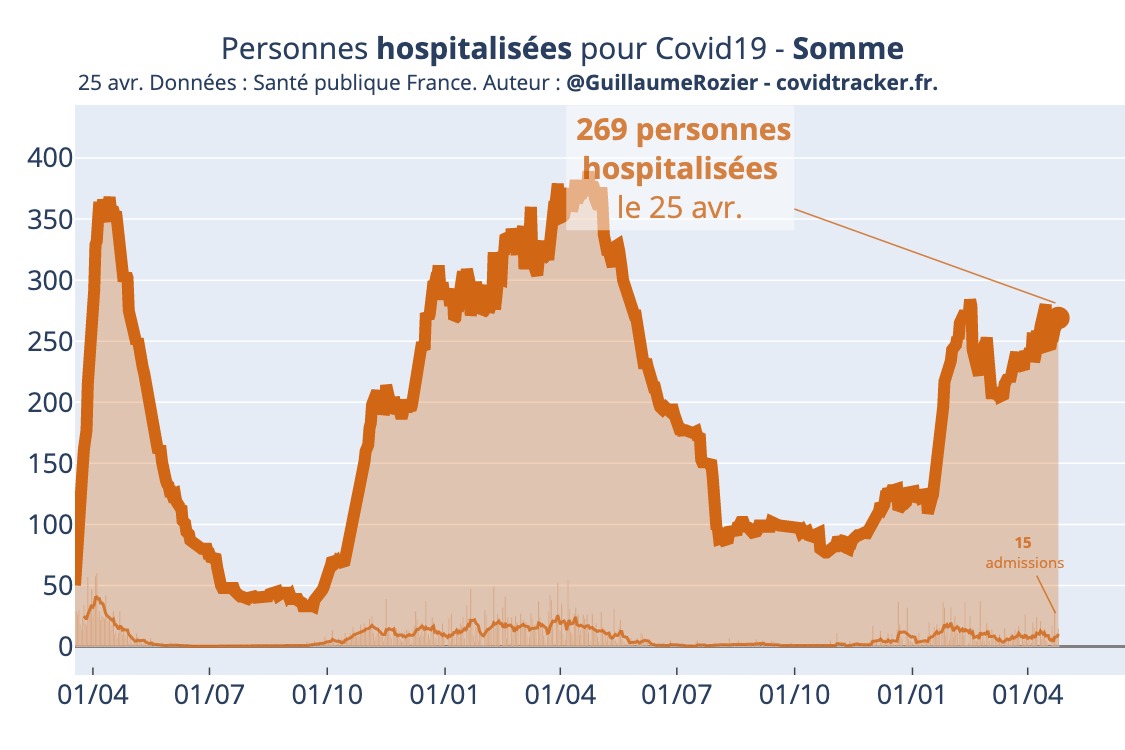 Personnes hospitalisées pour Covid19 - Somme
25 avr. Données : Santé publique France. Auteur : @GuillaumeRozier - covidtracker.fr.
269 personnes
hospitalisées
le 25 avr.
400
350
300
250
200
150
100
50
0
15
admissions
01/04 01/07 01/10 01/01 01/04 01/07 01/10 01/01 01/04